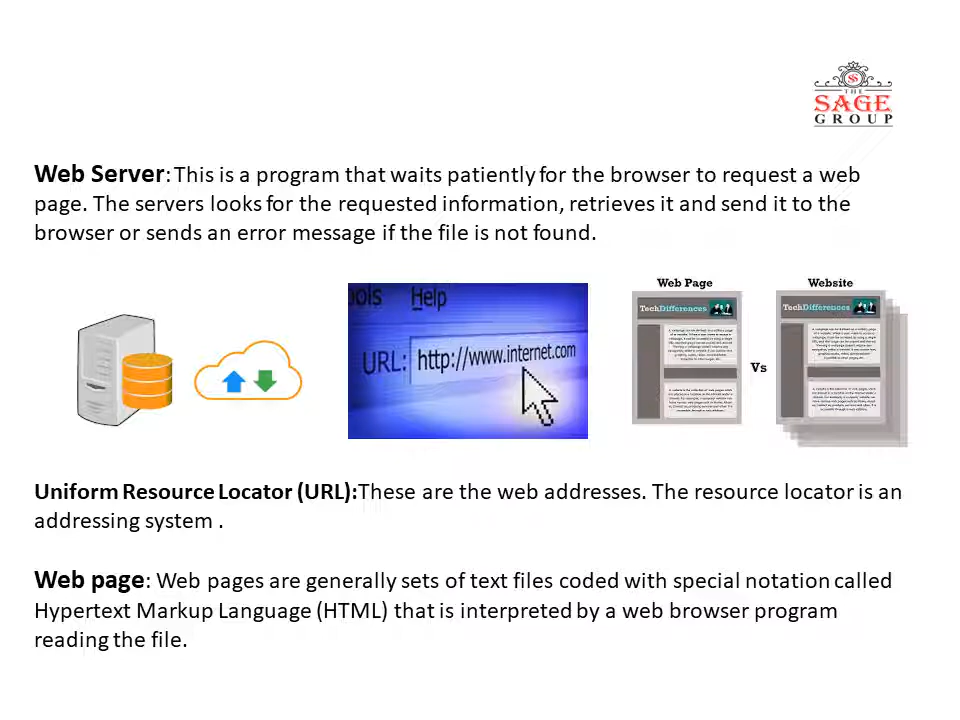 THE
SAGE
GROUP
Web Server: This is a program that waits patiently for the browser to request a web
page. The servers looks for the requested information, retrieves it and send it to the
browser or sends an error message if the file is not found.
ools Help
URL: http://www.internet.com
Web Page
TechDifferences
Vs
Website
TechDifferences
Uniform Resource Locator (URL):These are the web addresses. The resource locator is an
addressing system .
Web page: Web pages are generally sets of text files coded with special notation called
Hypertext Markup Language (HTML) that is interpreted by a web browser program
reading the file.